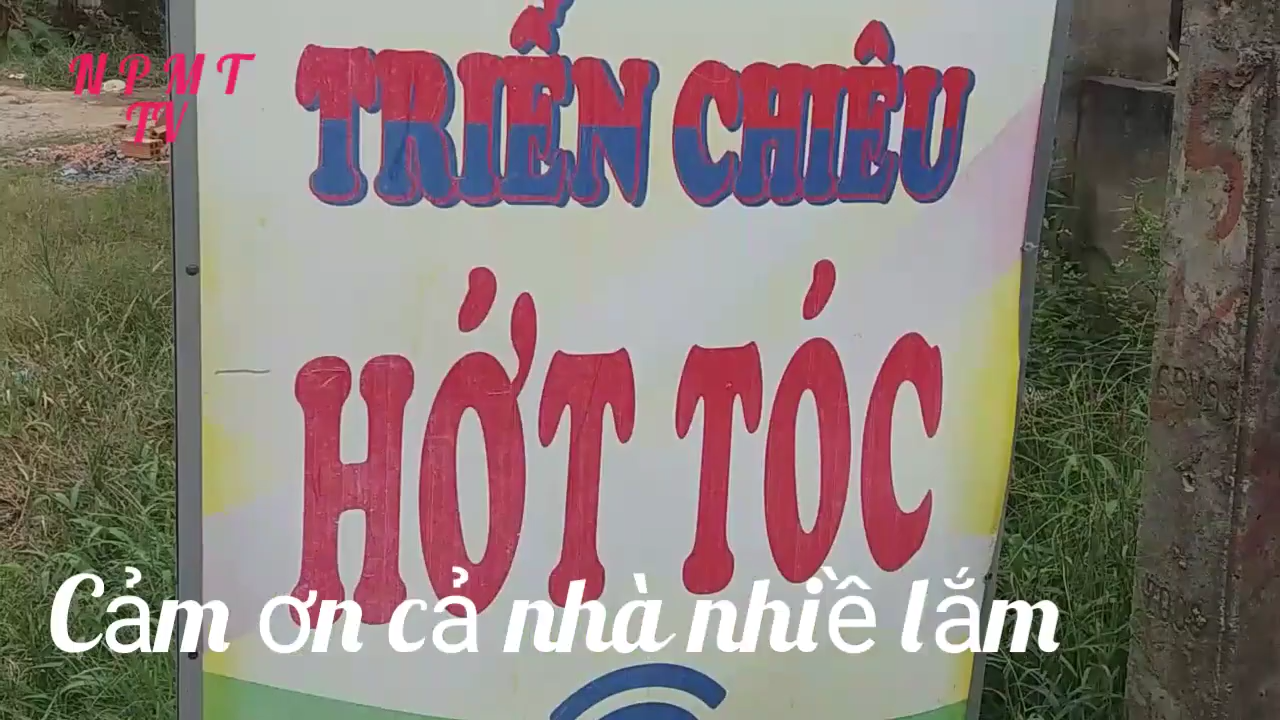 N P M T
TV
TRIỂN CHIÊU
HỚT TÓC
Cảm ơn cả nhà nhiề lắm